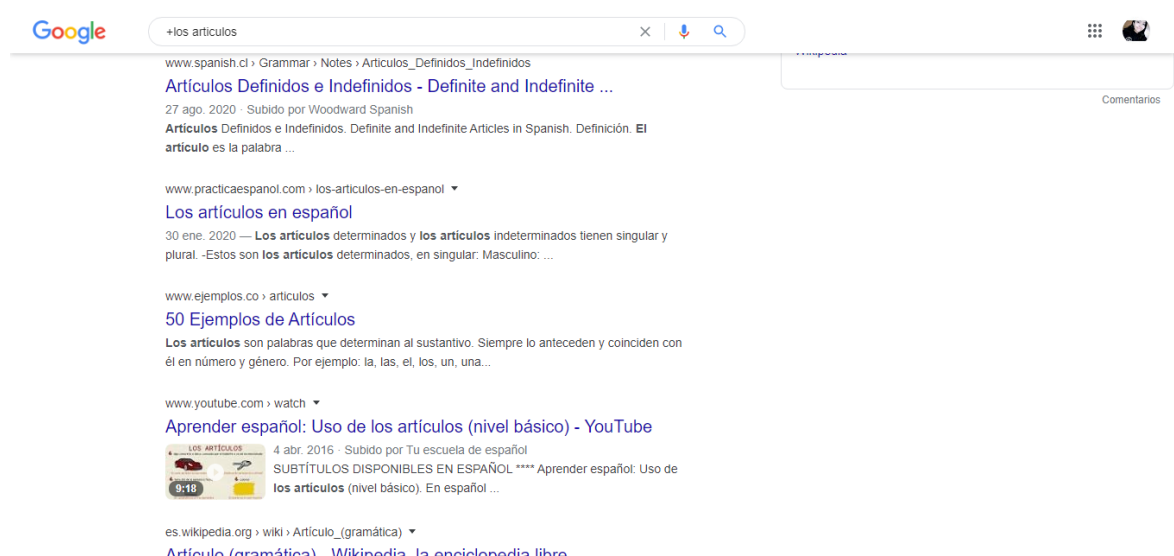 Google
+los articulos
Wikipedia
Comentarios
www.spanish.cl › Grammar › Notes › Articulos_Definidos_Indefinidos
Artículos Definidos e Indefinidos - Definite and Indefinite ...
27 ago. 2020 · Subido por Woodward Spanish
Artículos Definidos e Indefinidos. Definite and Indefinite Articles in Spanish. Definición. El
artículo es la palabra ...
www.practicaespanol.com › los-articulos-en-espanol
Los artículos en español
30 ene. 2020 — Los artículos determinados y los artículos indeterminados tienen singular y
plural. -Estos son los artículos determinados, en singular: Masculino: ...
www.ejemplos.co › articulos
50 Ejemplos de Artículos
Los artículos son palabras que determinan al sustantivo. Siempre lo anteceden y coinciden con
él en número y género. Por ejemplo: la, las, el, los, un, una...
www.youtube.com › watch
Aprender español: Uso de los artículos (nivel básico) - YouTube
LOS ARTÍCULOS
9:18
4 abr. 2016 · Subido por Tu escuela de español
SUBTÍTULOS DISPONIBLES EN ESPAÑOL **** Aprender español: Uso de
los artículos (nivel básico). En español ...
es.wikipedia.org › wiki › Artículo_(gramática)
Artículo (gramática) - Wikipedia, la enciclopedia libre